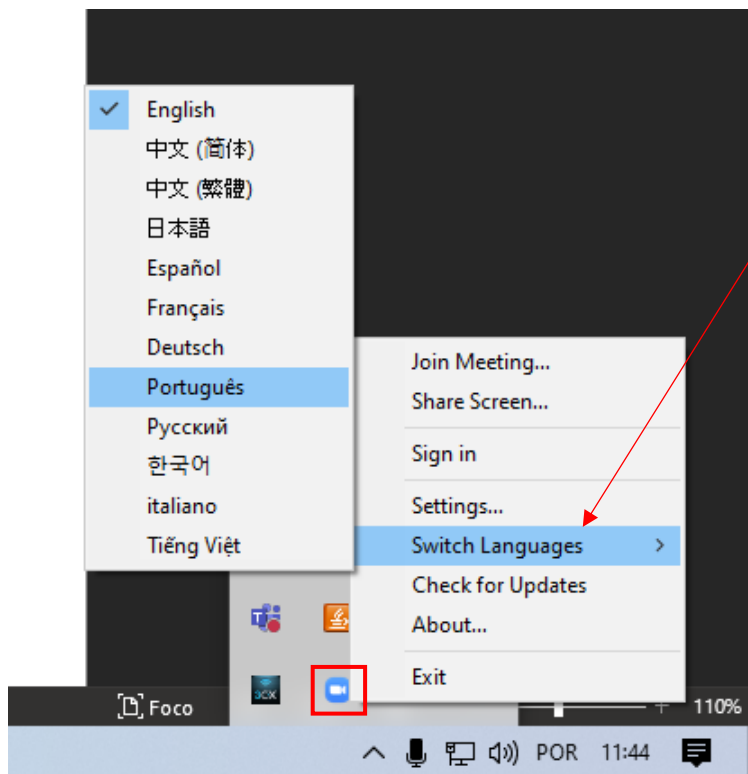 English
中文 (简体)
中文 (繁體)
日本語
Español
Français
Deutsch
Português
Русский
한국어
italiano
Tiếng Việt
Join Meeting...
Share Screen...
Sign in
Settings...
Switch Languages
Check for Updates
About...
Exit
3CX
Foco
110%
POR 11:44